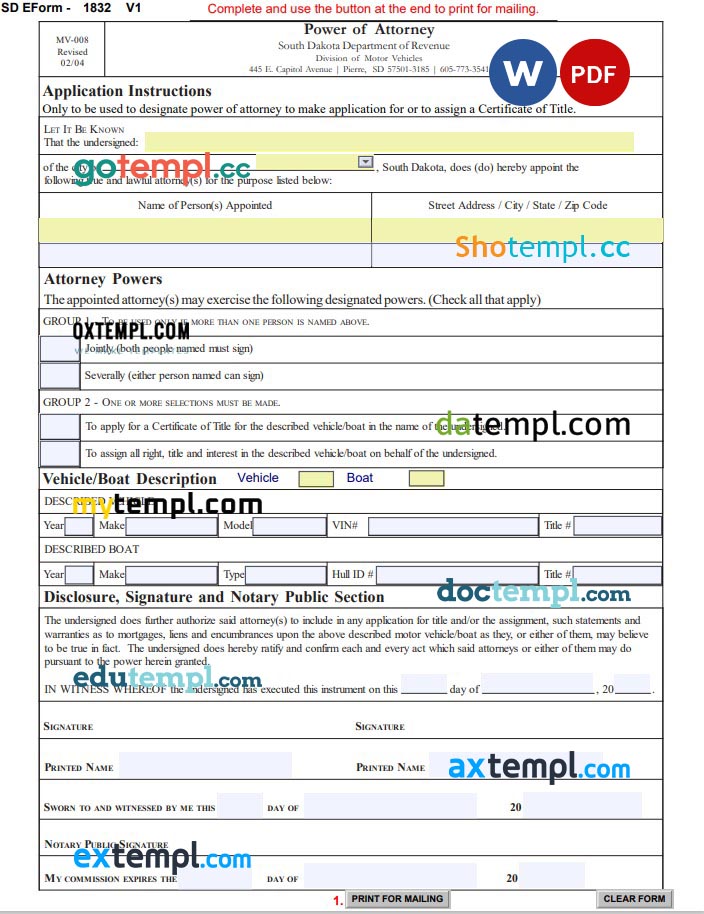 SD EForm - 1832 V1 Complete and use the button at the end to print for mailing.
MV-008
Revised
02/04
Power of Attorney
South Dakota Department of Revenue
Division of Motor Vehicles
445 E. Capitol Avenue | Pierre, SD 57501-3185 | 605-773-3541
W PDF
Application Instructions
Only to be used to designate power of attorney to make application for or to assign a Certificate of Title.
LET IT BE KNOWN
That the undersigned:
gotempl.cc
of the city , South Dakota, does (do) hereby appoint the
following true and lawful attorney(s) for the purpose listed below:
Name of Person(s) Appointed Street Address / City / State / Zip Code
Shotempl.cc
Attorney Powers
The appointed attorney(s) may exercise the following designated powers. (Check all that apply)
GROUP 1 - TO BE USED ONLY IF MORE THAN ONE PERSON IS NAMED ABOVE.
OXTEMPL.COM
Jointly (both people named must sign)
Severally (either person named can sign)
GROUP 2 - ONE OR MORE SELECTIONS MUST BE MADE.
datempl.com
To apply for a Certificate of Title for the described vehicle/boat in the name of the undersigned.
To assign all right, title and interest in the described vehicle/boat on behalf of the undersigned.
Vehicle/Boat Description Vehicle Boat
DESCRIBED VEHICLE
mytempl.com
Year Make Model VIN# Title #
DESCRIBED BOAT
Year Make Type Hull ID # Title #
doctempl.com
Disclosure, Signature and Notary Public Section
The undersigned does further authorize said attorney(s) to include in any application for title and/or the assignment, such statements and
warranties as to mortgages, liens and encumbrances upon the above described motor vehicle/boat as they, or either of them, may believe
to be true in fact. The undersigned does hereby ratify and confirm each and every act which said attorneys or either of them may do
pursuant to the power herein granted.
edutempl.com
IN WITNESS WHEREOF the undersigned has executed this instrument on this day of , 20 .
SIGNATURE SIGNATURE
PRINTED NAME PRINTED NAME
axtempl.com
SWORN TO AND WITNESSED BY ME THIS DAY OF 20
NOTARY PUBLIC SIGNATURE
extempl.com
MY COMMISSION EXPIRES THE DAY OF 20
1. PRINT FOR MAILING CLEAR FORM